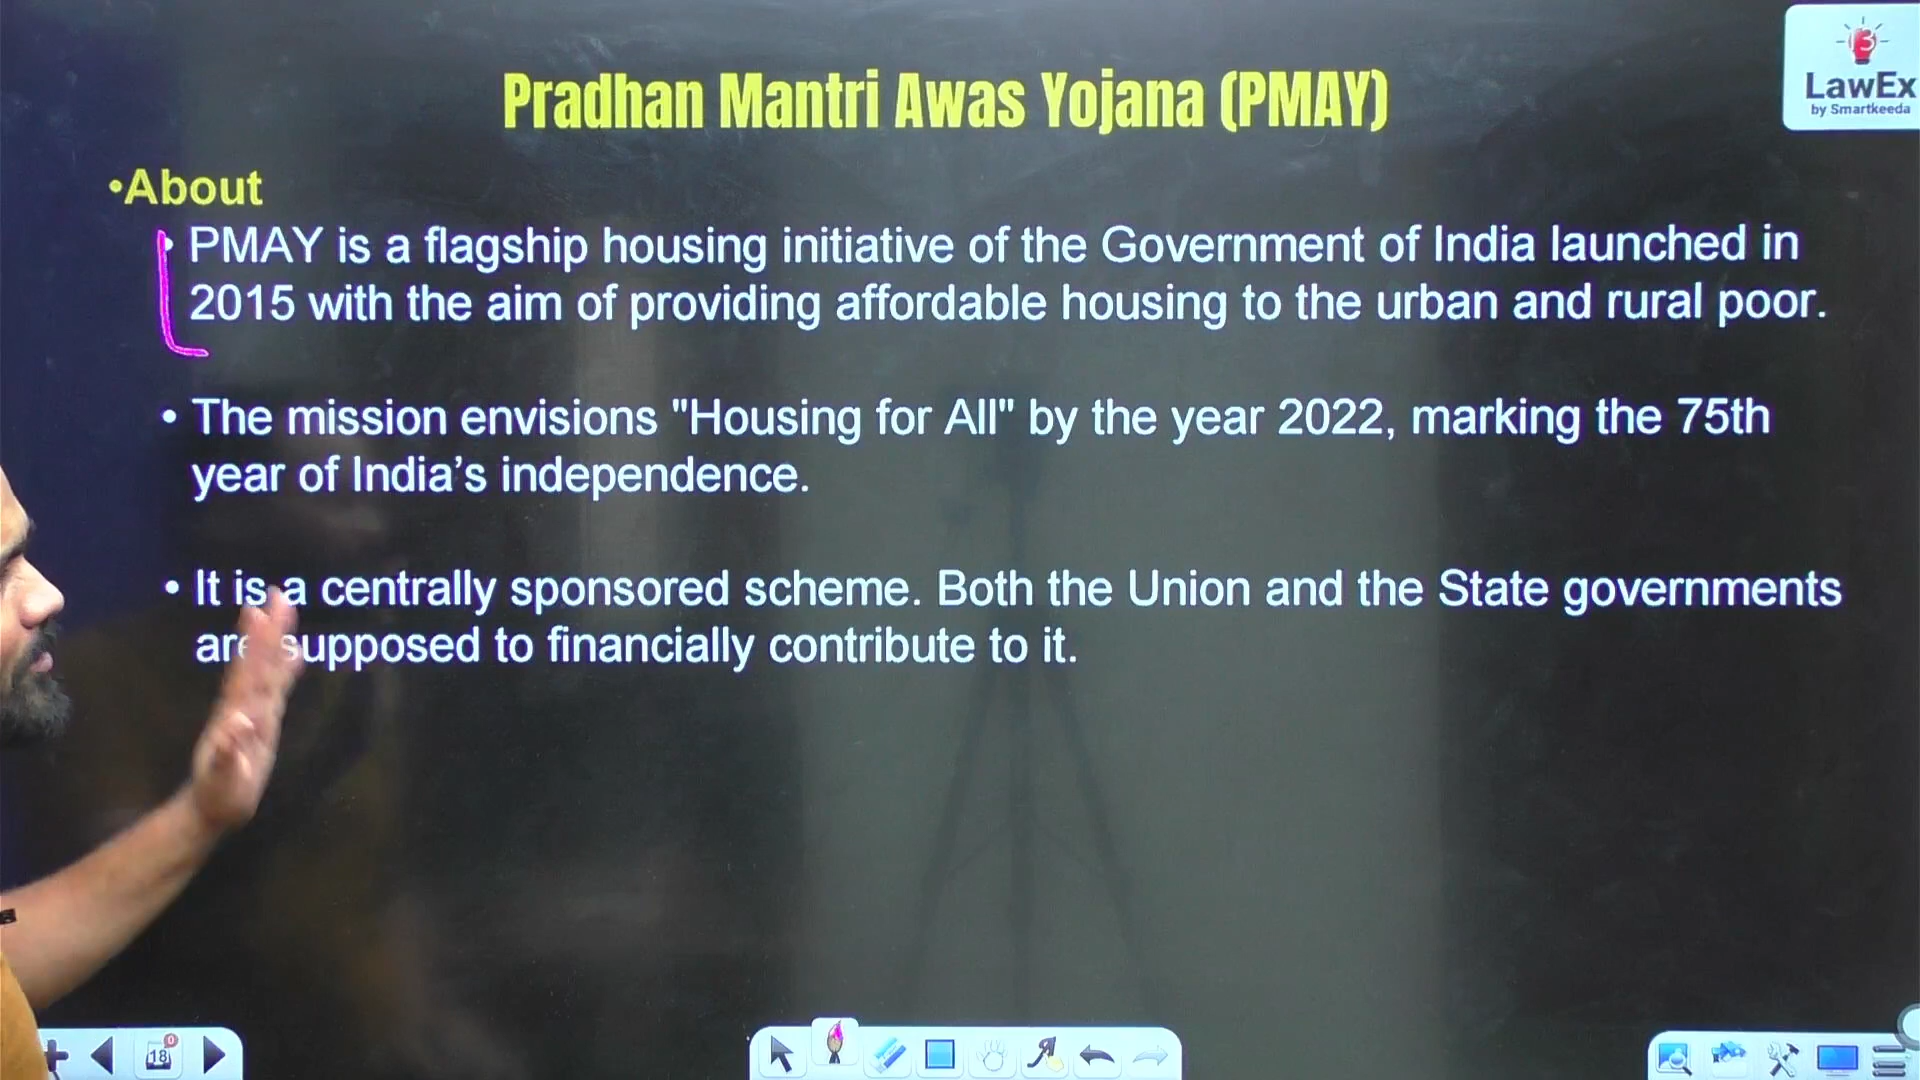 Pradhan Mantri Awas Yojana (PMAY)
LawEx
by Smartkeeda
•About
• PMAY is a flagship housing initiative of the Government of India launched in
2015 with the aim of providing affordable housing to the urban and rural poor.
• The mission envisions "Housing for All" by the year 2022, marking the 75th
year of India’s independence.
• It is a centrally sponsored scheme. Both the Union and the State governments
are supposed to financially contribute to it.
18
0